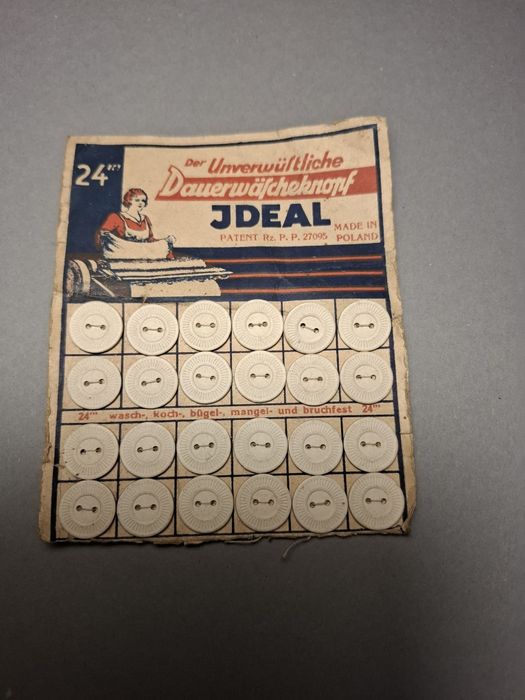 24'''
Der Unverwüstliche
Dauerwäscheknopf
JDEAL
MADE IN
PATENT Rz. P. P. 27095 POLAND
24''' wasch-, koch-, bügel-, mangel- und bruchfest 24'''